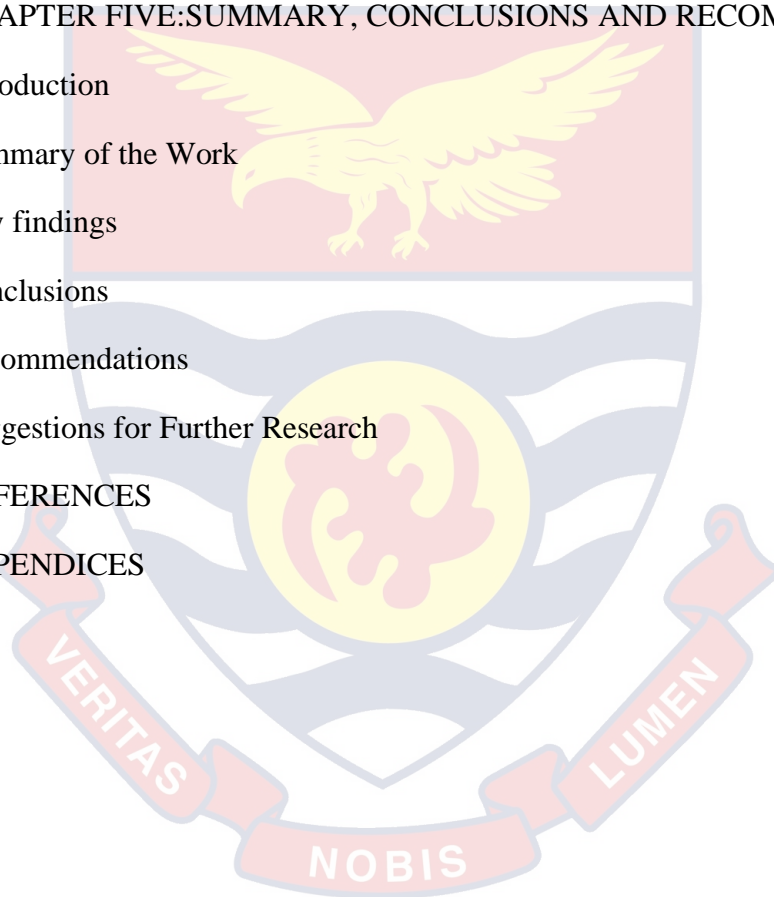 APTER FIVE:SUMMARY, CONCLUSIONS AND RECOM
oduction
nmary of the Work
y findings
nclusions
commendations
ggestions for Further Research
FERENCES
PENDICES
VERITAS
NOBIS
LUMEN